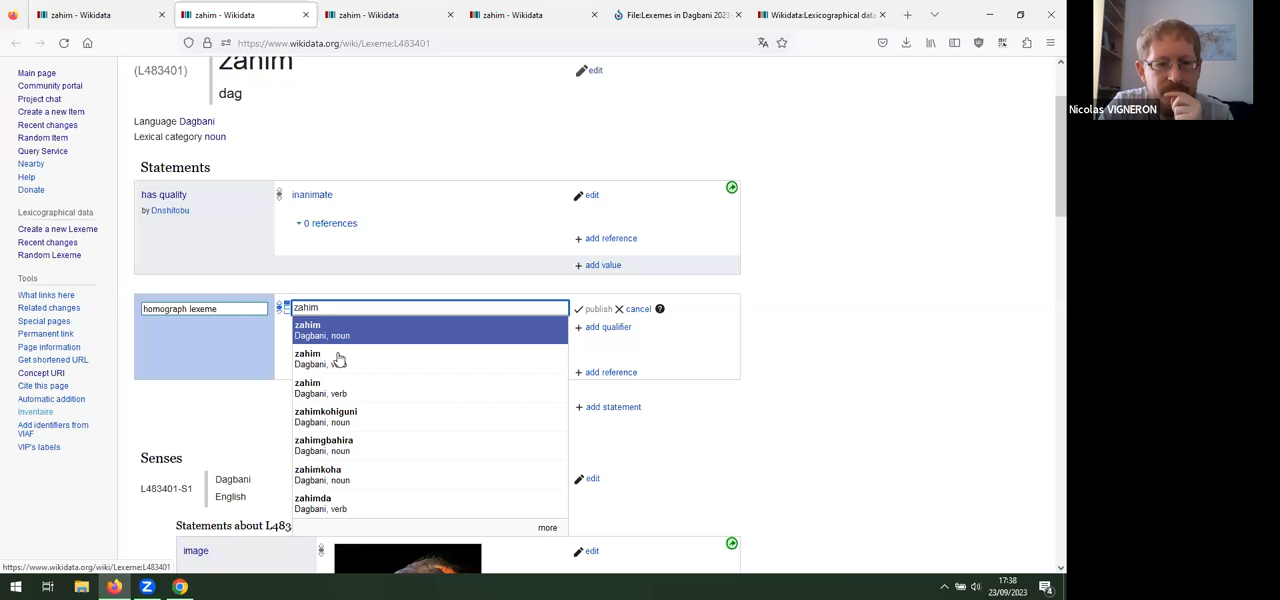 zahim - Wikidata
zahim - Wikidata
zahim - Wikidata
zahim - Wikidata
File:Lexemes in Dagbani 2023-
Wikidata:Lexicographical data
https://www.wikidata.org/wiki/Lexeme:L483401
Main page
Community portal
Project chat
Create a new Item
Recent changes
Random Item
Query Service
Nearby
Help
Donate
Lexicographical data
Create a new Lexeme
Recent changes
Random Lexeme
Tools
What links here
Related changes
Special pages
Permanent link
Page information
Get shortened URL
Concept URI
Cite this page
Automatic addition
Inventaire
Add identifiers from
VIAF
VIP's labels
(L483401)
zahim
edit
dag
Language Dagbani
Lexical category noun
Statements
has quality
by Dnshitobu
inanimate
edit
0 references
+ add reference
+ add value
homograph lexeme
zahim
publish
cancel
+ add qualifier
+ add reference
+ add statement
zahim
Dagbani, noun
zahim
Dagbani,
zahim
Dagbani, verb
zahimkohiguni
Dagbani, noun
zahimgbahira
Dagbani, noun
zahimkoha
Dagbani, noun
zahimda
Dagbani, verb
more
Senses
L483401-S1
Dagbani
English
edit
Statements about L483
image
edit
https://www.wikidata.org/wiki/Lexeme:L483401
17:38
23/09/2023
4
Nicolas VIGNERON